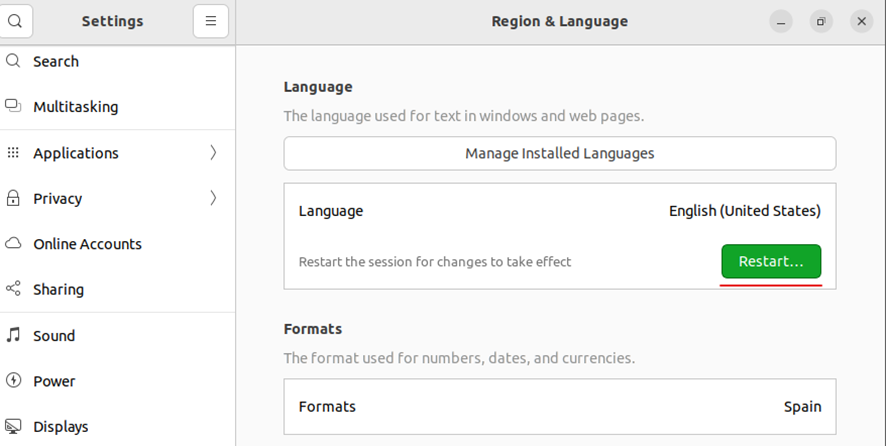 Settings
Region & Language
Search
Multitasking
Applications
Privacy
Online Accounts
Sharing
Sound
Power
Displays
Language
The language used for text in windows and web pages.
Manage Installed Languages
Language English (United States)
Restart the session for changes to take effect Restart...
Formats
The format used for numbers, dates, and currencies.
Formats Spain